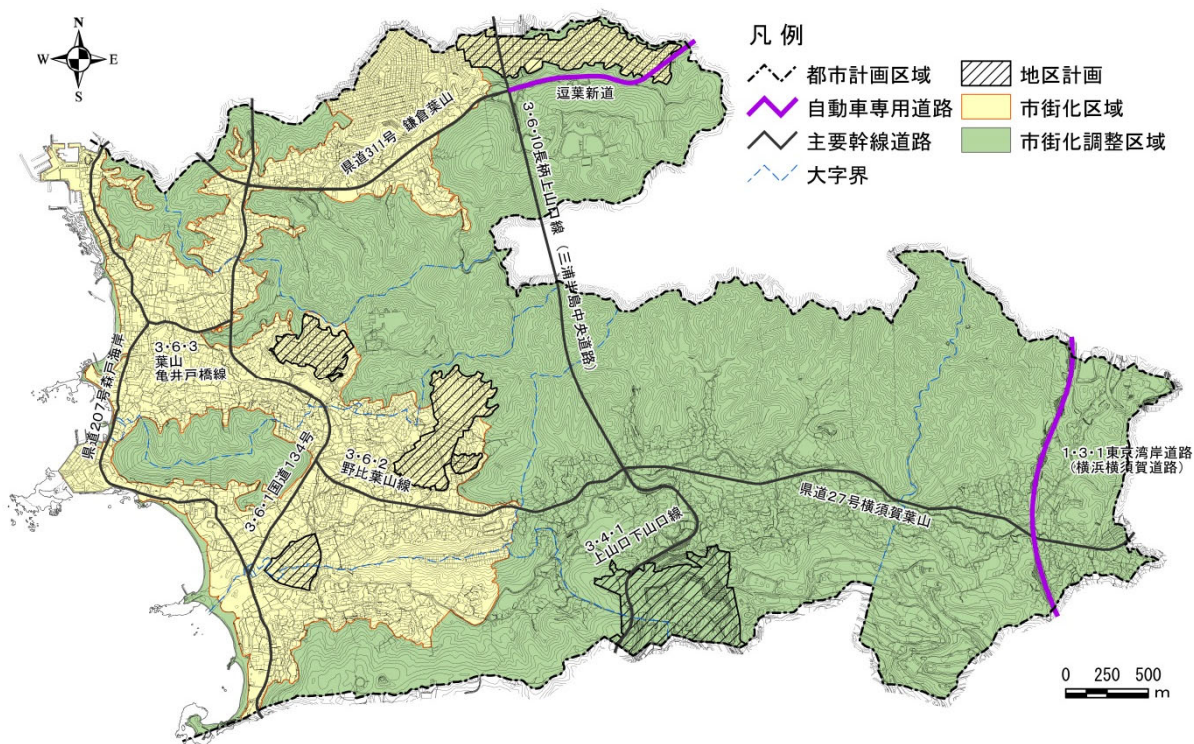 N
W
E
S
凡例
都市計画区域
地区計画
自動車専用道路
市街化区域
主要幹線道路
市街化調整区域
大字界
逗葉新道
県道311号 鎌倉葉山
3・6・10長柄上山口線(三浦半島中央道路)
県道207号森戸海岸
3・6・3
葉山
亀井戸橋線
3・6・1国道134号
3・6・2
野比葉山線
3・4・1
上山口下山口線
県道27号横須賀葉山
1・3・1東京湾岸道路
(横浜横須賀道路)
0 250 500
m